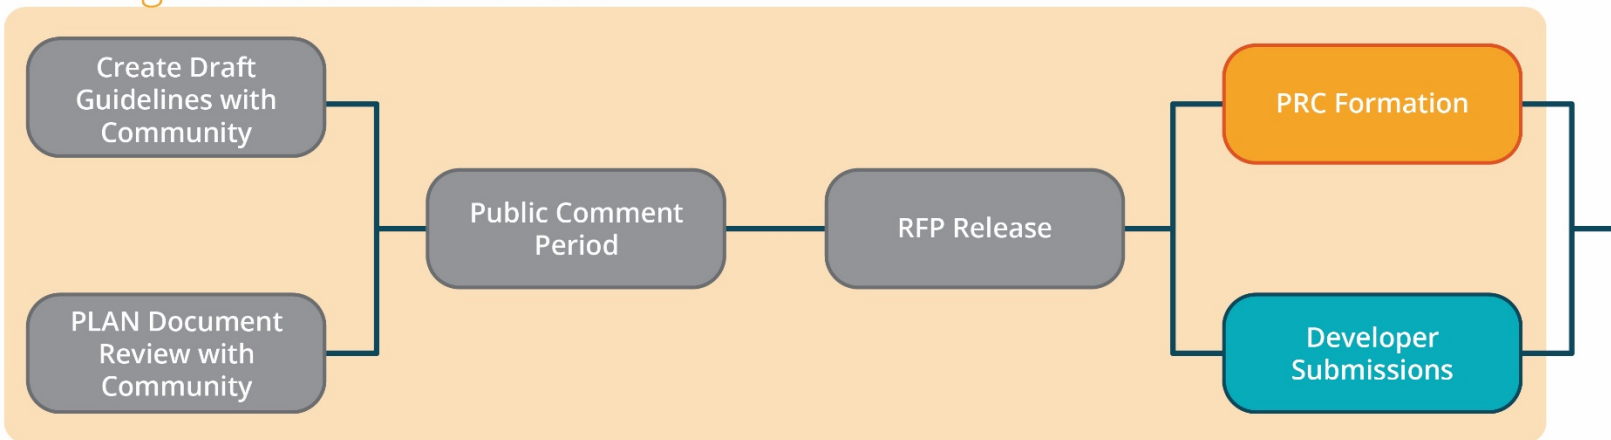 Create Draft
Guidelines with
Community
PLAN Document
Review with
Community
Public Comment
Period
RFP Release
PRC Formation
Developer
Submissions